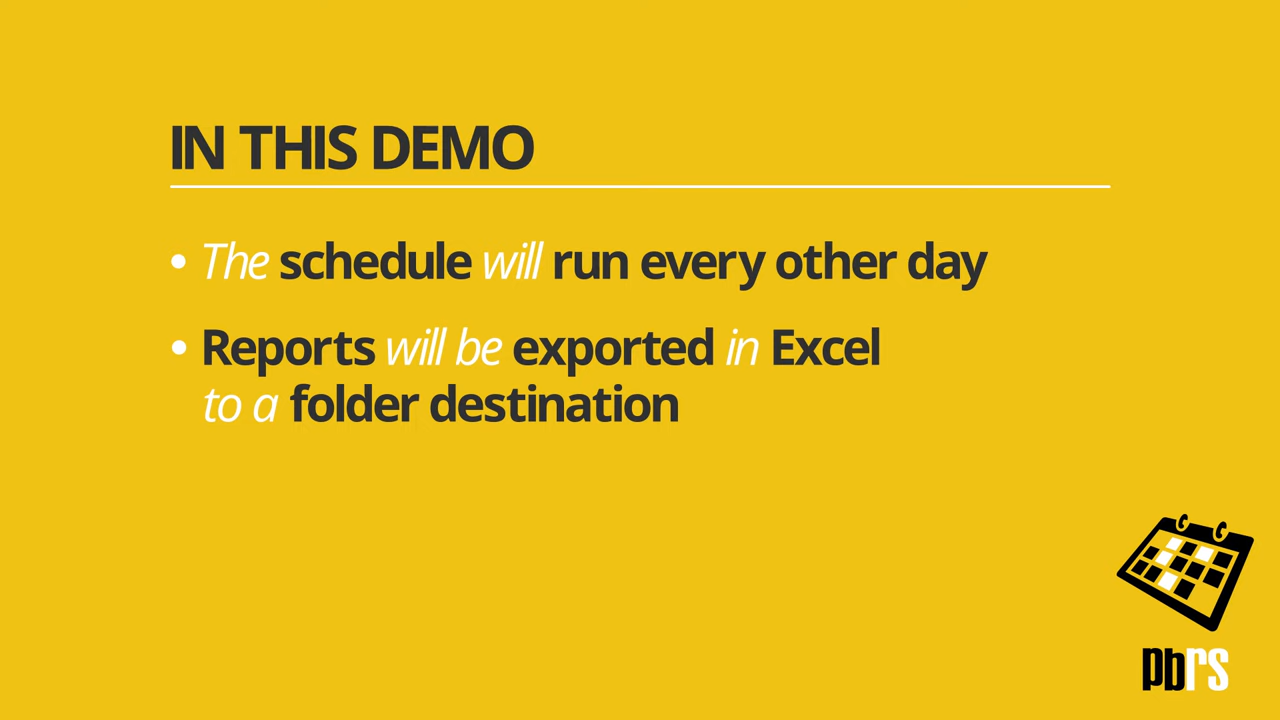 IN THIS DEMO
• The schedule will run every other day
• Reports will be exported in Excel
to a folder destination
pbrs